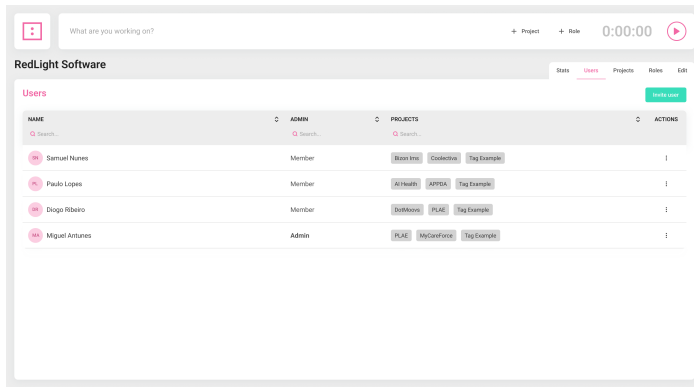 What are you working on?
+ Project
+ Role
0:00:00
RedLight Software
Stats
Users
Projects
Roles
Edit
Users
Invite user
NAME
ADMIN
PROJECTS
ACTIONS
Search...
Search...
Search...
SN Samuel Nunes Member Bizon Ims Coolectiva Tag Example
PL Paulo Lopes Member AI Health APPDA Tag Example
Diogo Ribeiro Member DotMoovs PLAE Tag Example
MA Miguel Antunes Admin PLAE MyCareForce Tag Example